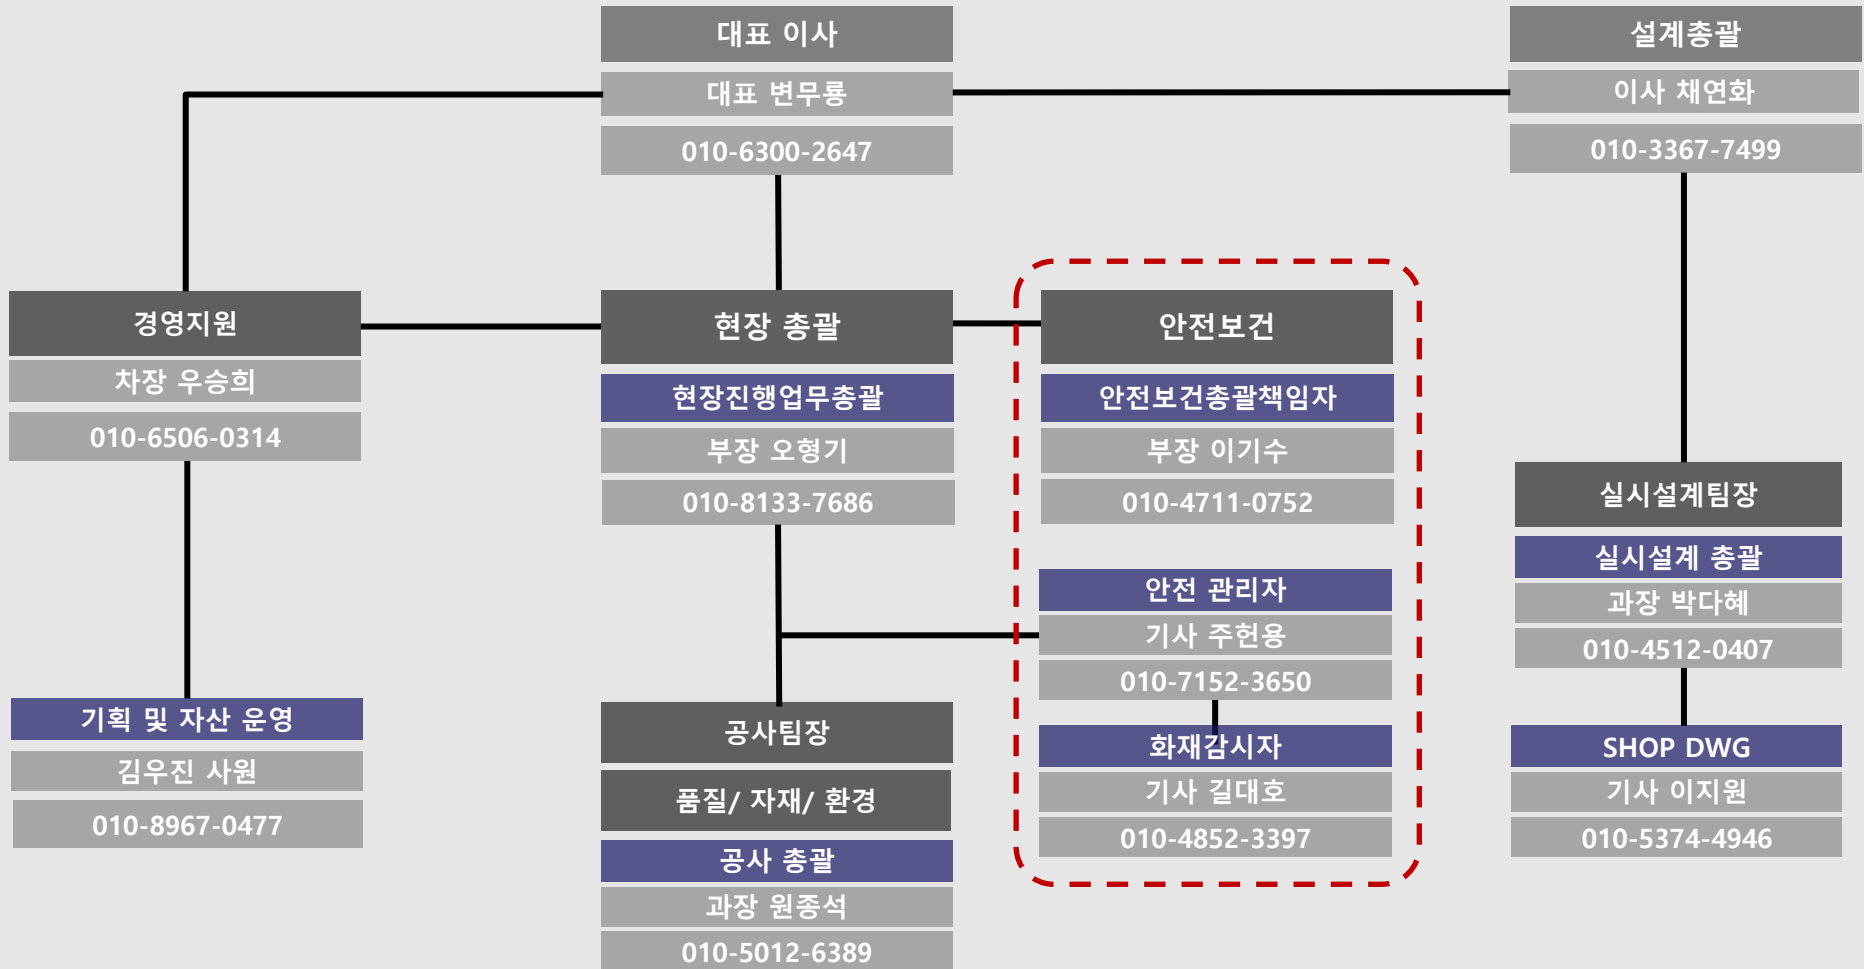 대표 이사
대표 변무룡
010-6300-2647
설계총괄
이사 채연화
010-3367-7499
경영지원
차장 우승희
010-6506-0314
현장 총괄
현장진행업무총괄
부장 오형기
010-8133-7686
안전보건
안전보건총괄책임자
부장 이기수
010-4711-0752
실시설계팀장
실시설계 총괄
과장 박다혜
010-4512-0407
안전 관리자
기사 주헌용
010-7152-3650
기획 및 자산 운영
김우진 사원
010-8967-0477
공사팀장
품질/ 자재/ 환경
공사 총괄
과장 원종석
010-5012-6389
화재감시자
기사 길대호
010-4852-3397
SHOP DWG
기사 이지원
010-5374-4946